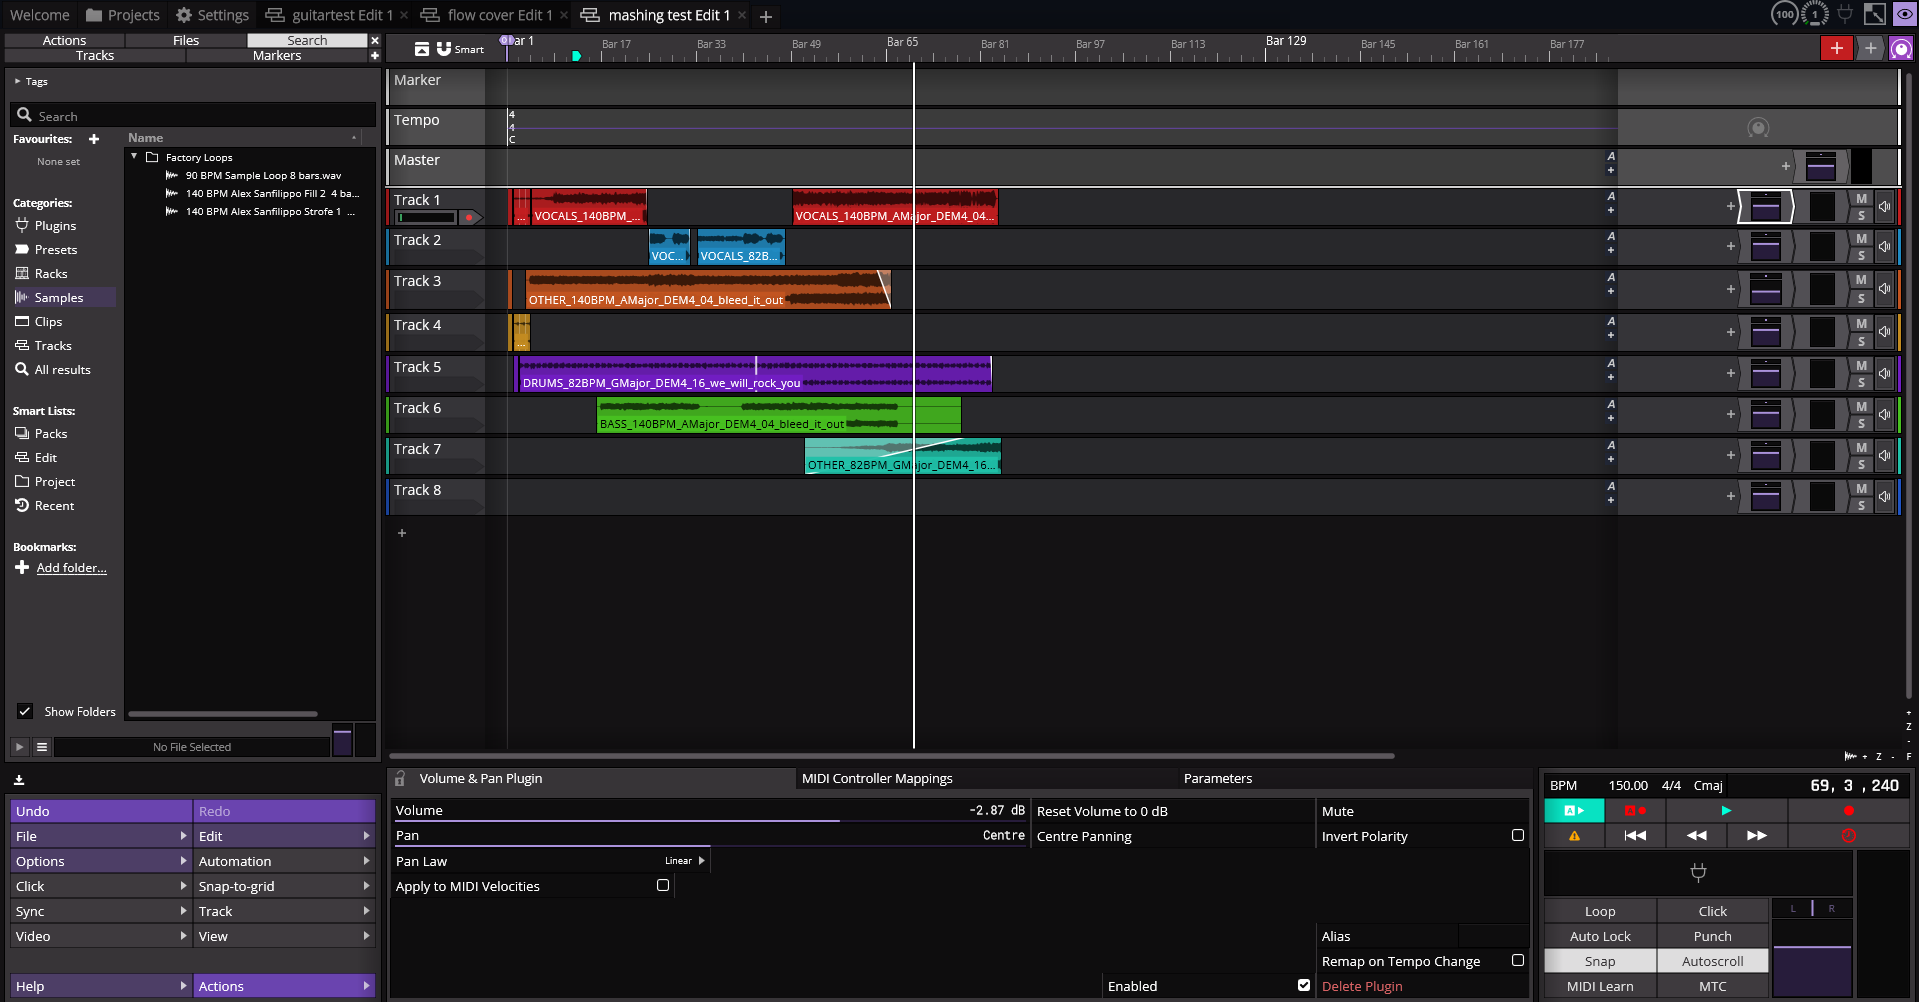 Welcome Projects Settings guitartest Edit 1 × flow cover Edit 1 × mashing test Edit 1 × + 100 1
Actions Files Search ×
Tracks Markers +
Smart
Bar 1 Bar 17 Bar 33 Bar 49 Bar 65 Bar 81 Bar 97 Bar 113 Bar 129 Bar 145 Bar 161 Bar 177
Tags
Search
Favourites: +
None set
Name
Factory Loops
90 BPM Sample Loop 8 bars.wav
140 BPM Alex Sanfilippo Fill 2 4 ba...
140 BPM Alex Sanfilippo Strofe 1 ...
Categories:
Plugins
Presets
Racks
Samples
Clips
Tracks
All results
Smart Lists:
Packs
Edit
Project
Recent
Bookmarks:
Add folder...
Show Folders
No File Selected
Marker
Tempo
4
4
C
Master A +
Track 1 ... VOCALS_140BPM_... VOCALS_140BPM_AMajor_DEM4_04... A + M S
Track 2 VOC... VOCALS_82B... A + M S
Track 3 OTHER_140BPM_AMajor_DEM4_04_bleed_it_out A + M S
Track 4 ... A + M S
Track 5 DRUMS_82BPM_GMajor_DEM4_16_we_will_rock_you A + M S
Track 6 BASS_140BPM_AMajor_DEM4_04_bleed_it_out A + M S
Track 7 OTHER_82BPM_GMajor_DEM4_16... A + M S
Track 8 A + M S
+
+
Z
-
+ Z - F
Undo Redo
File Edit
Options Automation
Click Snap-to-grid
Sync Track
Video View
Help Actions
Volume & Pan Plugin MIDI Controller Mappings Parameters
Volume -2.87 dB Reset Volume to 0 dB Mute
Pan Centre Centre Panning Invert Polarity
Pan Law Linear
Apply to MIDI Velocities
Alias
Remap on Tempo Change
Enabled Delete Plugin
BPM 150.00 4/4 Cmaj 69, 3 , 240
A A
Loop Click L R
Auto Lock Punch
Snap Autoscroll
MIDI Learn MTC